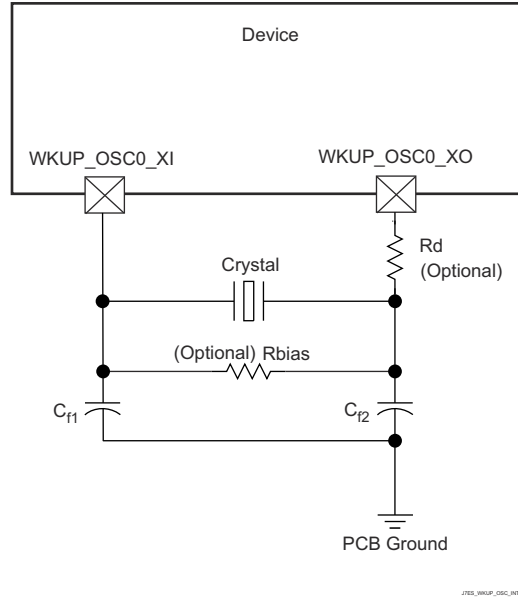 Device
WKUP_OSC0_XI
WKUP_OSC0_XO
Rd
(Optional)
Crystal
(Optional) Rbias
Cf1
Cf2
PCB Ground
J7ES_WKUP_OSC_INT